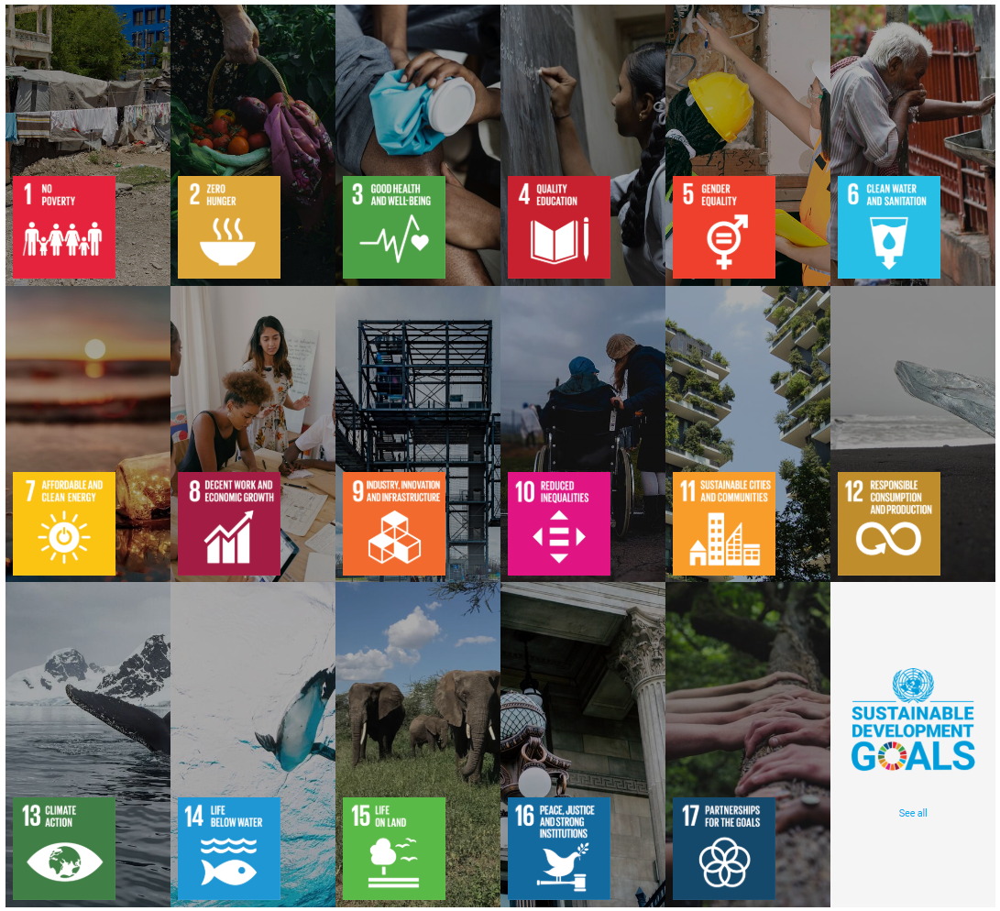 1 NO
POVERTY
2 ZERO
HUNGER
3 GOOD HEALTH
AND WELL-BEING
4 QUALITY
EDUCATION
5 GENDER
EQUALITY
6 CLEAN WATER
AND SANITATION
7 AFFORDABLE AND
CLEAN ENERGY
8 DECENT WORK AND
ECONOMIC GROWTH
9 INDUSTRY, INNOVATION
AND INFRASTRUCTURE
10 REDUCED
INEQUALITIES
11 SUSTAINABLE CITIES
AND COMMUNITIES
12 RESPONSIBLE
CONSUMPTION
AND PRODUCTION
13 CLIMATE
ACTION
14 LIFE
BELOW WATER
15 LIFE
ON LAND
16 PEACE, JUSTICE
AND STRONG
INSTITUTIONS
17 PARTNERSHIPS
FOR THE GOALS
SUSTAINABLE
DEVELOPMENT
GOALS
See all